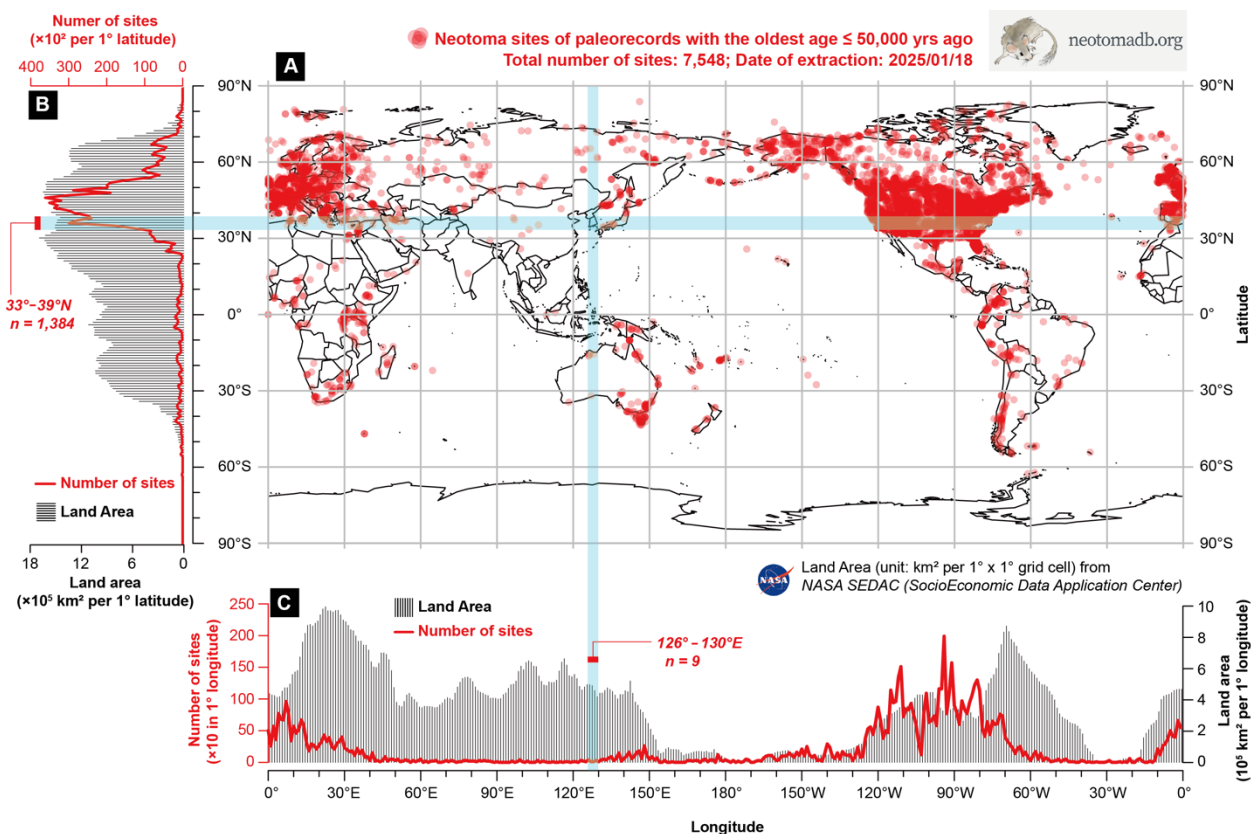 Numer of sites
(×10² per 1° latitude)
400 300 200 100 0
B
Neotoma sites of paleorecords with the oldest age ≤ 50,000 yrs ago
Total number of sites: 7,548; Date of extraction: 2025/01/18
neotomadb.org
A
90°N
60°N
30°N
0°
30°S
60°S
90°S
90°N
60°N
30°N
0°
30°S
60°S
90°S
Latitude
33°–39°N
n = 1,384
Number of sites
Land Area
18 12 6 0
Land area
(×10⁵ km² per 1° latitude)
NASA
Land Area (unit: km² per 1° x 1° grid cell) from
NASA SEDAC (SocioEconomic Data Application Center)
C
Land Area
Number of sites
126°–130°E
n = 9
250
200
150
100
50
0
Number of sites
(×10 in 1° longitude)
10
8
6
4
2
0
Land area
(10⁵ km² per 1° longitude)
0° 30°E 60°E 90°E 120°E 150°E 180° 150°W 120°W 90°W 60°W 30°W 0°
Longitude